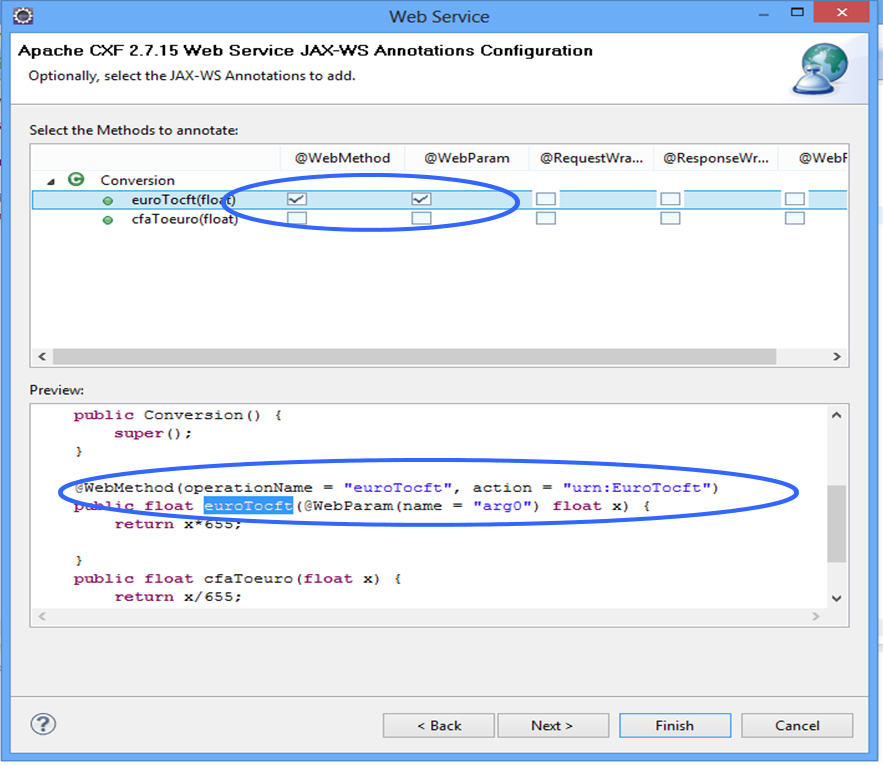 Web Service
Apache CXF 2.7.15 Web Service JAX-WS Annotations Configuration
Optionally, select the JAX-WS Annotations to add.
Select the Methods to annotate:
@WebMethod @WebParam @RequestWra... @ResponseWr... @WebF
Conversion
euroTocft(float)
cfaToeuro(float)
Preview:
public Conversion() {
super();
}
@WebMethod(operationName = "euroTocft", action = "urn:EuroTocft")
public float euroTocft(@WebParam(name = "arg0") float x) {
return x*655;
}
public float cfaToeuro(float x) {
return x/655;
< Back Next > Finish Cancel